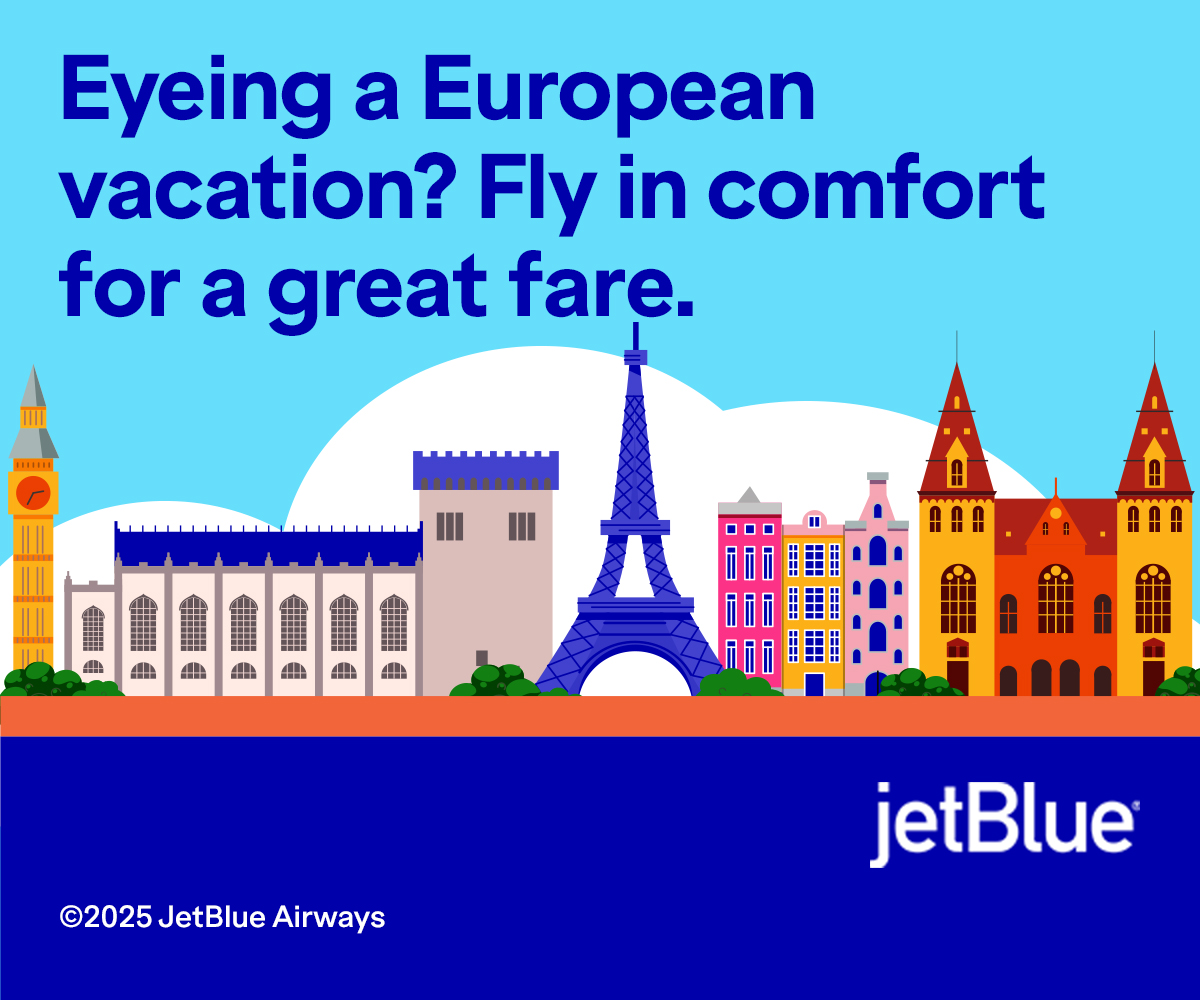 Eyeing a European
vacation? Fly in comfort
for a great fare.
jetBlue®
©2025 JetBlue Airways